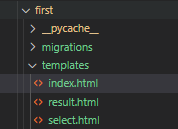 first
__pycache__
migrations
templates
<> index.html
<> result.html
<> select.html